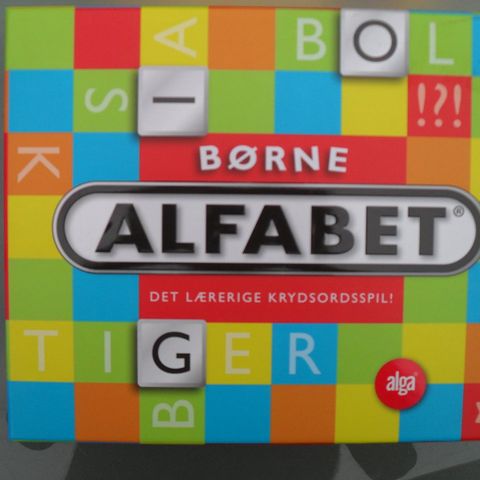 A BOL
S I !?!
K
BØRNE
ALFABET®
DET LÆRERIGE KRYDSORDSSPIL!
TIGER
alga
B